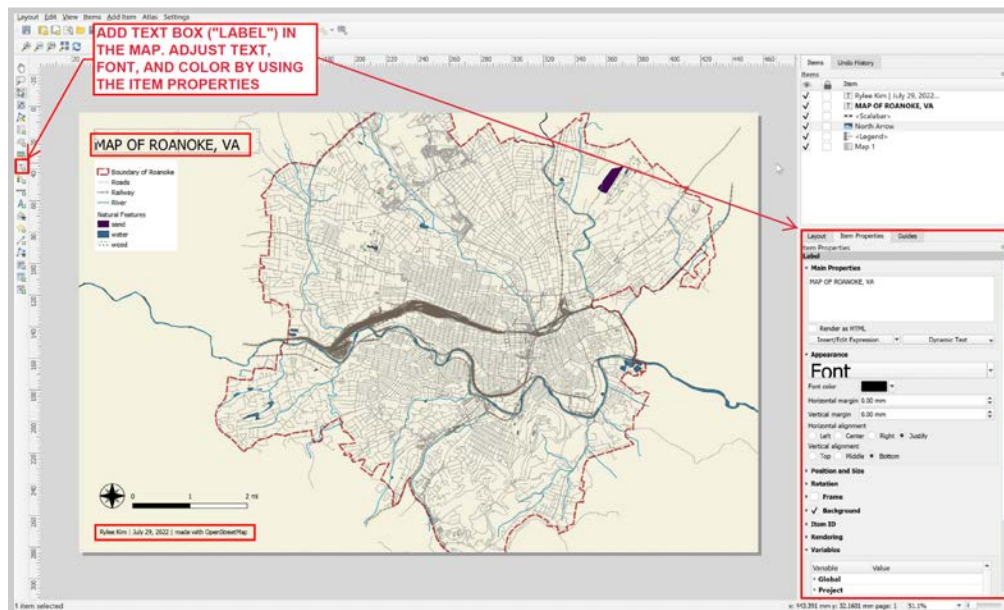 Layout Edit View Items Add Item Atlas Settings
ADD TEXT BOX ("LABEL") IN
THE MAP. ADJUST TEXT,
FONT, AND COLOR BY USING
THE ITEM PROPERTIES
MAP OF ROANOKE, VA
Boundary of Roanoke
Roads
Railway
River
Natural Features
sand
water
wood
0 1 2 mi
Rylee Kim | July 29, 2022 | made with OpenStreetMap
Items Undo History
Items
Item
Rylee Kim | July 29, 2022...
MAP OF ROANOKE, VA
<Scalebar>
North Arrow
<Legend>
Map 1
Layout Item Properties Guides
Item Properties
Label
Main Properties
MAP OF ROANOKE, VA
Render as HTML
Insert/Edit Expression Dynamic Text
Appearance
Font
Font color
Horizontal margin 0.00 mm
Vertical margin 0.00 mm
Horizontal alignment
Left Center Right Justify
Vertical alignment
Top Middle Bottom
Position and Size
Rotation
Frame
Background
Item ID
Rendering
Variables
Variable Value
Global
Project
1 item selected
page: 1 51.1%